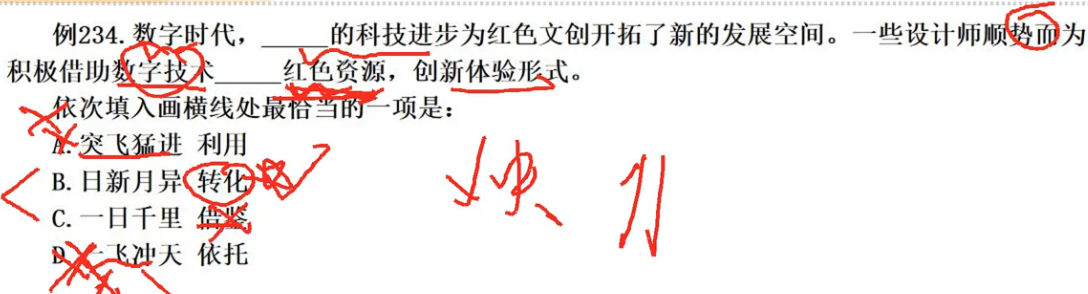 例234.数字时代，_____的科技进步为红色文创开拓了新的发展空间。一些设计师顺势而为
积极借助数字技术_____红色资源，创新体验形式。
依次填入画横线处最恰当的一项是：
A.突飞猛进 利用
B.日新月异 转化
C.一日千里 借鉴
D.一飞冲天 依托
快